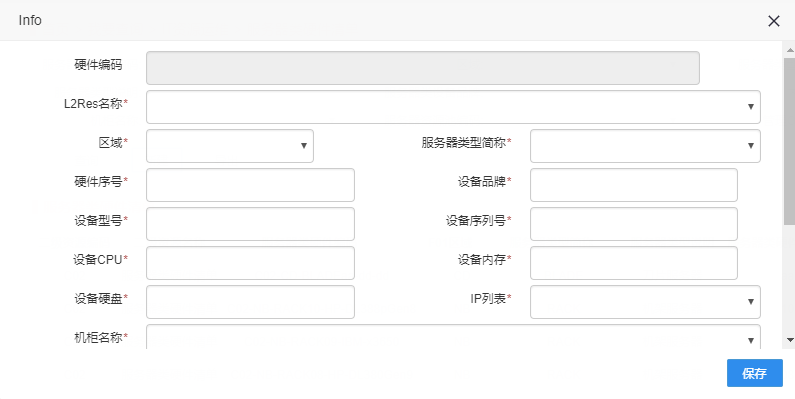 Info
硬件编码
L2Res名称*
区域* 服务器类型简称*
硬件序号* 设备品牌*
设备型号* 设备序列号*
设备CPU* 设备内存*
设备硬盘* IP列表*
机柜名称*
保存